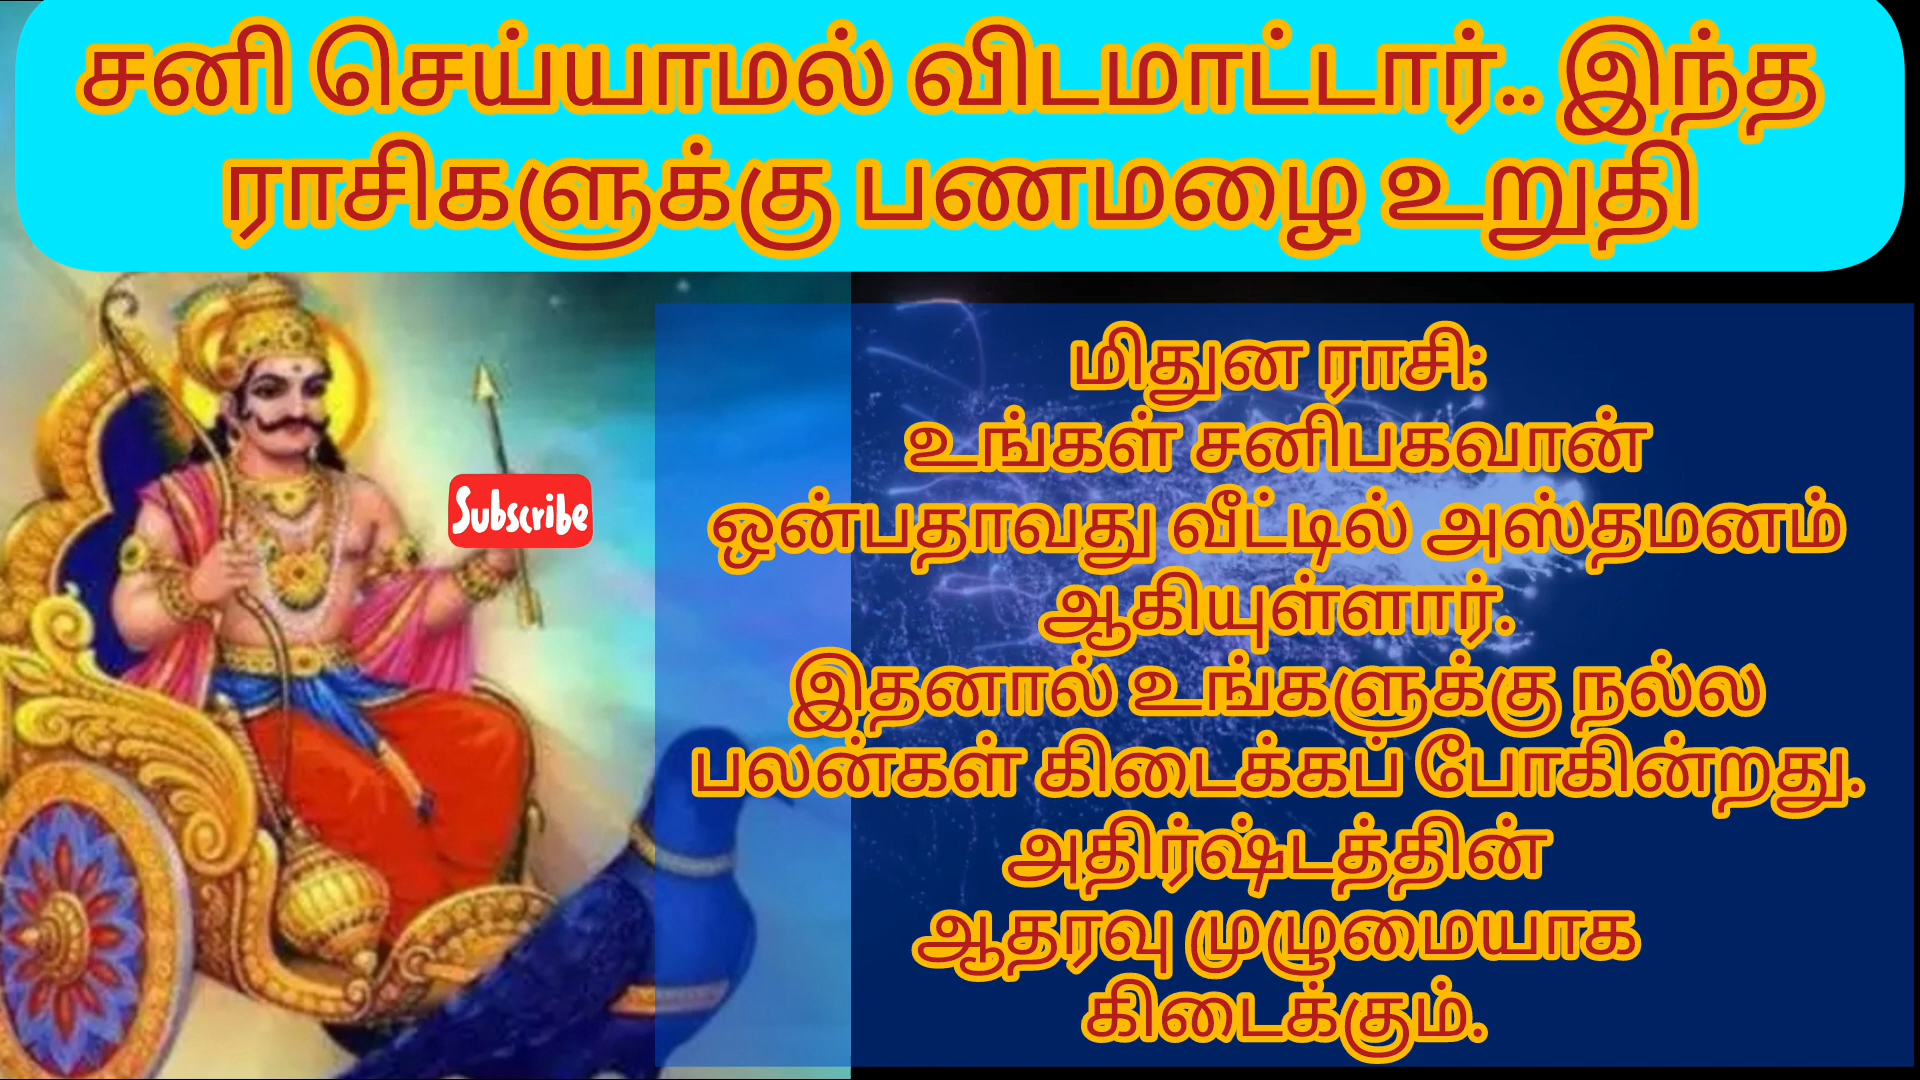 சனி செய்யாமல் விடமாட்டார்.. இந்த
ராசிகளுக்கு பணமழை உறுதி
Subscribe
மிதுன ராசி:
உங்கள் சனிபகவான்
ஒன்பதாவது வீட்டில் அஸ்தமனம்
ஆகியுள்ளார்.
இதனால் உங்களுக்கு நல்ல
பலன்கள் கிடைக்கப் போகின்றது.
அதிர்ஷ்டத்தின்
ஆதரவு முழுமையாக
கிடைக்கும்.